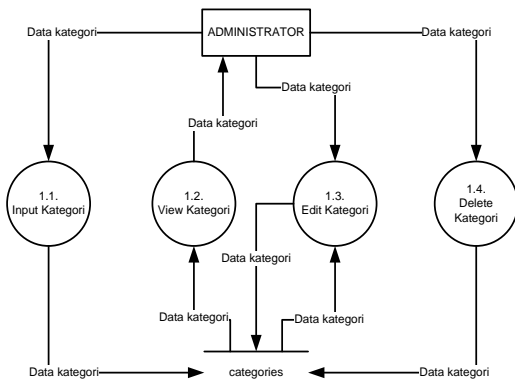 Data kategori
ADMINISTRATOR
Data kategori
Data kategori
Data kategori
1.1.
Input Kategori
1.2.
View Kategori
1.3.
Edit Kategori
1.4.
Delete
Kategori
Data kategori
Data kategori
Data kategori
Data kategori
categories
Data kategori